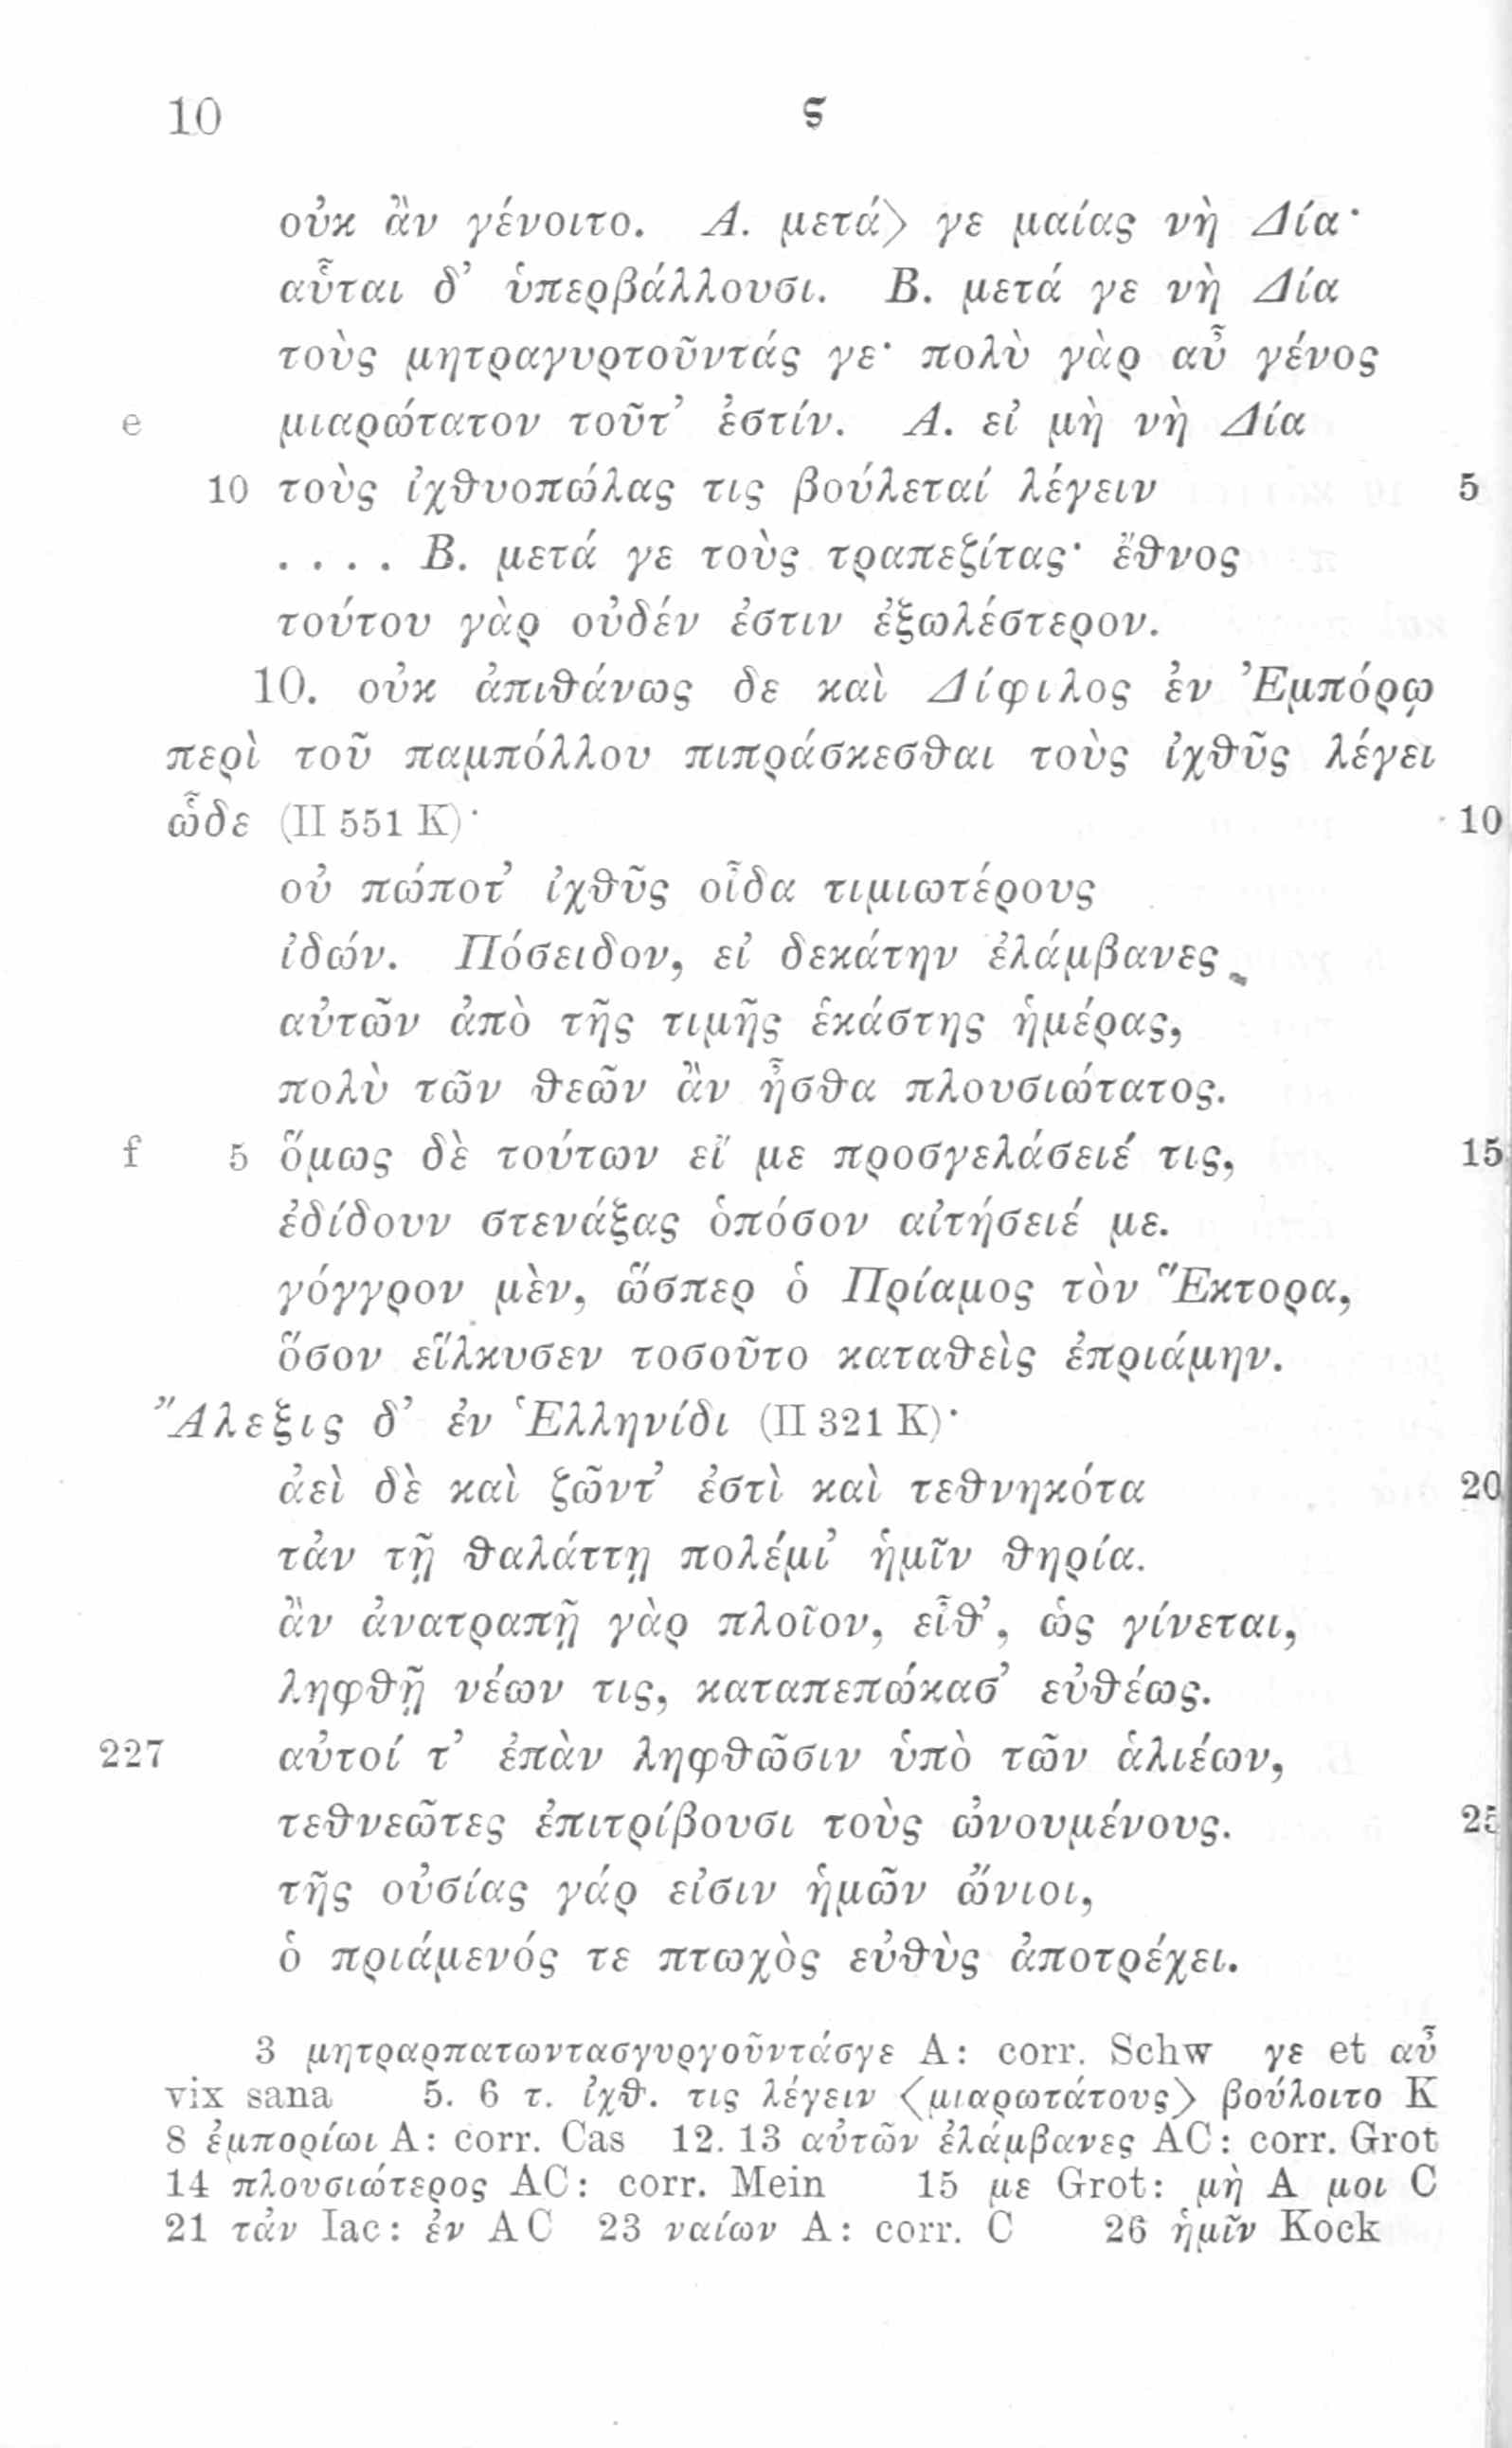 10 ϛ
οὐκ ἂν γένοιτο. Α. μετά⟩ γε μαίας νὴ Δία·
αὗται δ’ ὑπερβάλλουσι. Β. μετά γε νὴ Δία
τοὺς μητραγυρτοῦντάς γε· πολὺ γὰρ αὖ γένος
e μιαρώτατον τοῦτ’ ἐστίν. Α. εἰ μὴ νὴ Δία
10 τοὺς ἰχθυοπώλας τις βούλεταί λέγειν 5
. . . . Β. μετά γε τοὺς τραπεζίτας· ἔθνος
τούτου γὰρ οὐδέν ἐστιν ἐξωλέστερον.
10. οὐκ ἀπιθάνως δε καὶ Δίφιλος ἐν Ἐμπόρῳ
περὶ τοῦ παμπόλλου πιπράσκεσθαι τοὺς ἰχθῦς λέγει
ὧδε (II 551 K)· 10
οὐ πώποτ’ ἰχθῦς οἶδα τιμιωτέρους
ἰδών. Πόσειδον, εἰ δεκάτην ἐλάμβανες
αὐτῶν ἀπὸ τῆς τιμῆς ἑκάστης ἡμέρας,
πολὺ τῶν θεῶν ἂν ἦσθα πλουσιώτατος.
f 5 ὅμως δὲ τούτων εἴ με προσγελάσειέ τις, 15
ἐδίδουν στενάξας ὁπόσον αἰτήσειέ με.
γόγγρον μὲν, ὥσπερ ὁ Πρίαμος τὸν Ἕκτορα,
ὅσον εἵλκυσεν τοσοῦτο καταθεὶς ἐπριάμην.
Ἄλεξις δ’ ἐν Ἑλληνίδι (II 321 K)·
ἀεὶ δὲ καὶ ζῶντ’ ἐστὶ καὶ τεθνηκότα 20
τἀν τῇ θαλάττῃ πολέμι’ ἡμῖν θηρία.
ἂν ἀνατραπῇ γὰρ πλοῖον, εἶθ’, ὡς γίνεται,
ληφθῇ νέων τις, καταπεπώκασ’ εὐθέως.
227 αὐτοί τ’ ἐπὰν ληφθῶσιν ὑπὸ τῶν ἁλιέων,
τεθνεῶτες ἐπιτρίβουσι τοὺς ὠνουμένους. 25
τῆς οὐσίας γάρ εἰσιν ἡμῶν ὤνιοι,
ὁ πριάμενός τε πτωχὸς εὐθὺς ἀποτρέχει.
3 μητραρπατωντασγυργοῦντάσγε A: corr. Schw γε et αὖ
vix sana 5. 6 τ. ἰχθ. τις λέγειν ⟨μιαρωτάτους⟩ βούλοιτο K
8 ἐμπορίωι A: corr. Cas 12. 13 αὐτῶν ἐλάμβανες AC: corr. Grot
14 πλουσιώτερος AC: corr. Mein 15 με Grot: μὴ A μοι C
21 τἀν Iac: ἐν AC 23 ναίων A: corr. C 26 ἡμῖν Kock